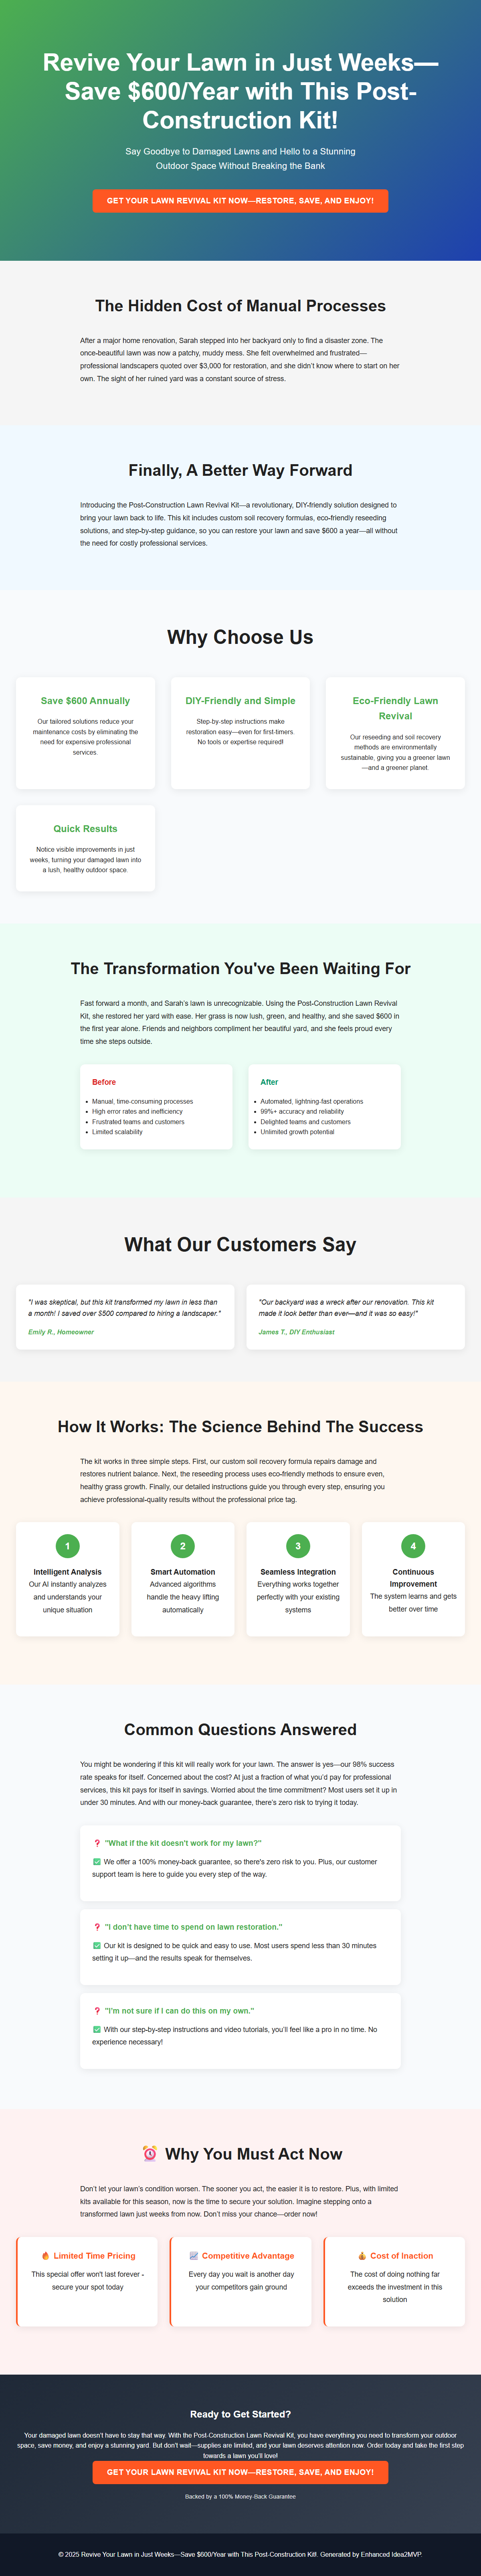 Revive Your Lawn in Just Weeks—
Save $600/Year with This Post-
Construction Kit!
Say Goodbye to Damaged Lawns and Hello to a Stunning
Outdoor Space Without Breaking the Bank
GET YOUR LAWN REVIVAL KIT NOW—RESTORE, SAVE, AND ENJOY!
The Hidden Cost of Manual Processes
After a major home renovation, Sarah stepped into her backyard only to find a disaster zone. The
once-beautiful lawn was now a patchy, muddy mess. She felt overwhelmed and frustrated—
professional landscapers quoted over $3,000 for restoration, and she didn't know where to start on her
own. The sight of her ruined yard was a constant source of stress.
Finally, A Better Way Forward
Introducing the Post-Construction Lawn Revival Kit—a revolutionary, DIY-friendly solution designed to
bring your lawn back to life. This kit includes custom soil recovery formulas, eco-friendly reseeding
solutions, and step-by-step guidance, so you can restore your lawn and save $600 a year—all without
the need for costly professional services.
Why Choose Us
Save $600 Annually
Our tailored solutions reduce your
maintenance costs by eliminating the
need for expensive professional
services.
DIY-Friendly and Simple
Step-by-step instructions make
restoration easy—even for first-timers.
No tools or expertise required!
Eco-Friendly Lawn
Revival
Our reseeding and soil recovery
methods are environmentally
sustainable, giving you a greener lawn
—and a greener planet.
Quick Results
Notice visible improvements in just
weeks, turning your damaged lawn into
a lush, healthy outdoor space.
The Transformation You've Been Waiting For
Fast forward a month, and Sarah's lawn is unrecognizable. Using the Post-Construction Lawn Revival
Kit, she restored her yard with ease. Her grass is now lush, green, and healthy, and she saved $600 in
the first year alone. Friends and neighbors compliment her beautiful yard, and she feels proud every
time she steps outside.
Before
• Manual, time-consuming processes
• High error rates and inefficiency
• Frustrated teams and customers
• Limited scalability
After
• Automated, lightning-fast operations
• 99%+ accuracy and reliability
• Delighted teams and customers
• Unlimited growth potential
What Our Customers Say
"I was skeptical, but this kit transformed my lawn in less than
a month! I saved over $500 compared to hiring a landscaper."
Emily R., Homeowner
"Our backyard was a wreck after our renovation. This kit
made it look better than ever—and it was so easy!"
James T., DIY Enthusiast
How It Works: The Science Behind The Success
The kit works in three simple steps. First, our custom soil recovery formula repairs damage and
restores nutrient balance. Next, the reseeding process uses eco-friendly methods to ensure even,
healthy grass growth. Finally, our detailed instructions guide you through every step, ensuring you
achieve professional-quality results without the professional price tag.
1
Intelligent Analysis
Our AI instantly analyzes
and understands your
unique situation
2
Smart Automation
Advanced algorithms
handle the heavy lifting
automatically
3
Seamless Integration
Everything works together
perfectly with your existing
systems
4
Continuous
Improvement
The system learns and gets
better over time
Common Questions Answered
You might be wondering if this kit will really work for your lawn. The answer is yes—our 98% success
rate speaks for itself. Concerned about the cost? At just a fraction of what you'd pay for professional
services, this kit pays for itself in savings. Worried about the time commitment? Most users set it up in
under 30 minutes. And with our money-back guarantee, there's zero risk to trying it today.
❓ "What if the kit doesn't work for my lawn?"
✅ We offer a 100% money-back guarantee, so there's zero risk to you. Plus, our customer
support team is here to guide you every step of the way.
❓ "I don't have time to spend on lawn restoration."
✅ Our kit is designed to be quick and easy to use. Most users spend less than 30 minutes
setting it up—and the results speak for themselves.
❓ "I'm not sure if I can do this on my own."
✅ With our step-by-step instructions and video tutorials, you'll feel like a pro in no time. No
experience necessary!
⏰ Why You Must Act Now
Don't let your lawn's condition worsen. The sooner you act, the easier it is to restore. Plus, with limited
kits available for this season, now is the time to secure your solution. Imagine stepping onto a
transformed lawn just weeks from now. Don't miss your chance—order now!
🔥 Limited Time Pricing
This special offer won't last forever -
secure your spot today
📈 Competitive Advantage
Every day you wait is another day
your competitors gain ground
💰 Cost of Inaction
The cost of doing nothing far
exceeds the investment in this
solution
Ready to Get Started?
Your damaged lawn doesn't have to stay that way. With the Post-Construction Lawn Revival Kit, you have everything you need to transform your outdoor
space, save money, and enjoy a stunning yard. But don't wait—supplies are limited, and your lawn deserves attention now. Order today and take the first step
towards a lawn you'll love!
GET YOUR LAWN REVIVAL KIT NOW—RESTORE, SAVE, AND ENJOY!
Backed by a 100% Money-Back Guarantee
© 2025 Revive Your Lawn in Just Weeks—Save $600/Year with This Post-Construction Kit!. Generated by Enhanced Idea2MVP.